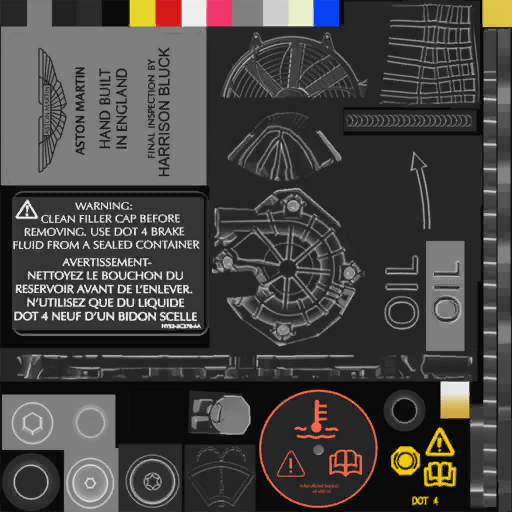 ASTON MARTIN
ASTON MARTIN
HAND BUILT
IN ENGLAND
FINAL INSPECTION BY
HARRISON BLUCK
WARNING:
CLEAN FILLER CAP BEFORE
REMOVING. USE DOT 4 BRAKE
FLUID FROM A SEALED CONTAINER
AVERTISSEMENT-
NETTOYEZ LE BOUCHON DU
RESERVOIR AVANT DE L'ENLEVER.
N'UTILISEZ QUE DU LIQUIDE
DOT 4 NEUF D'UN BIDON SCELLE
OIL
OIL
DOT 4